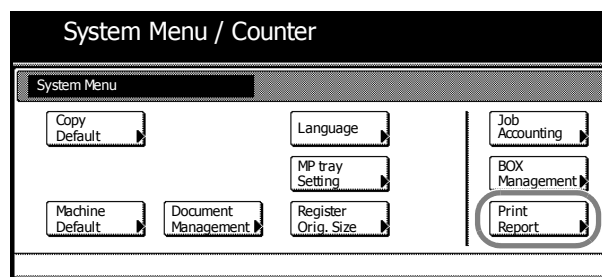 System Menu / Counter
System Menu
Copy
Default
Language
Job
Accounting
MP tray
Setting
BOX
Management
Machine
Default
Document
Management
Register
Orig. Size
Print
Report